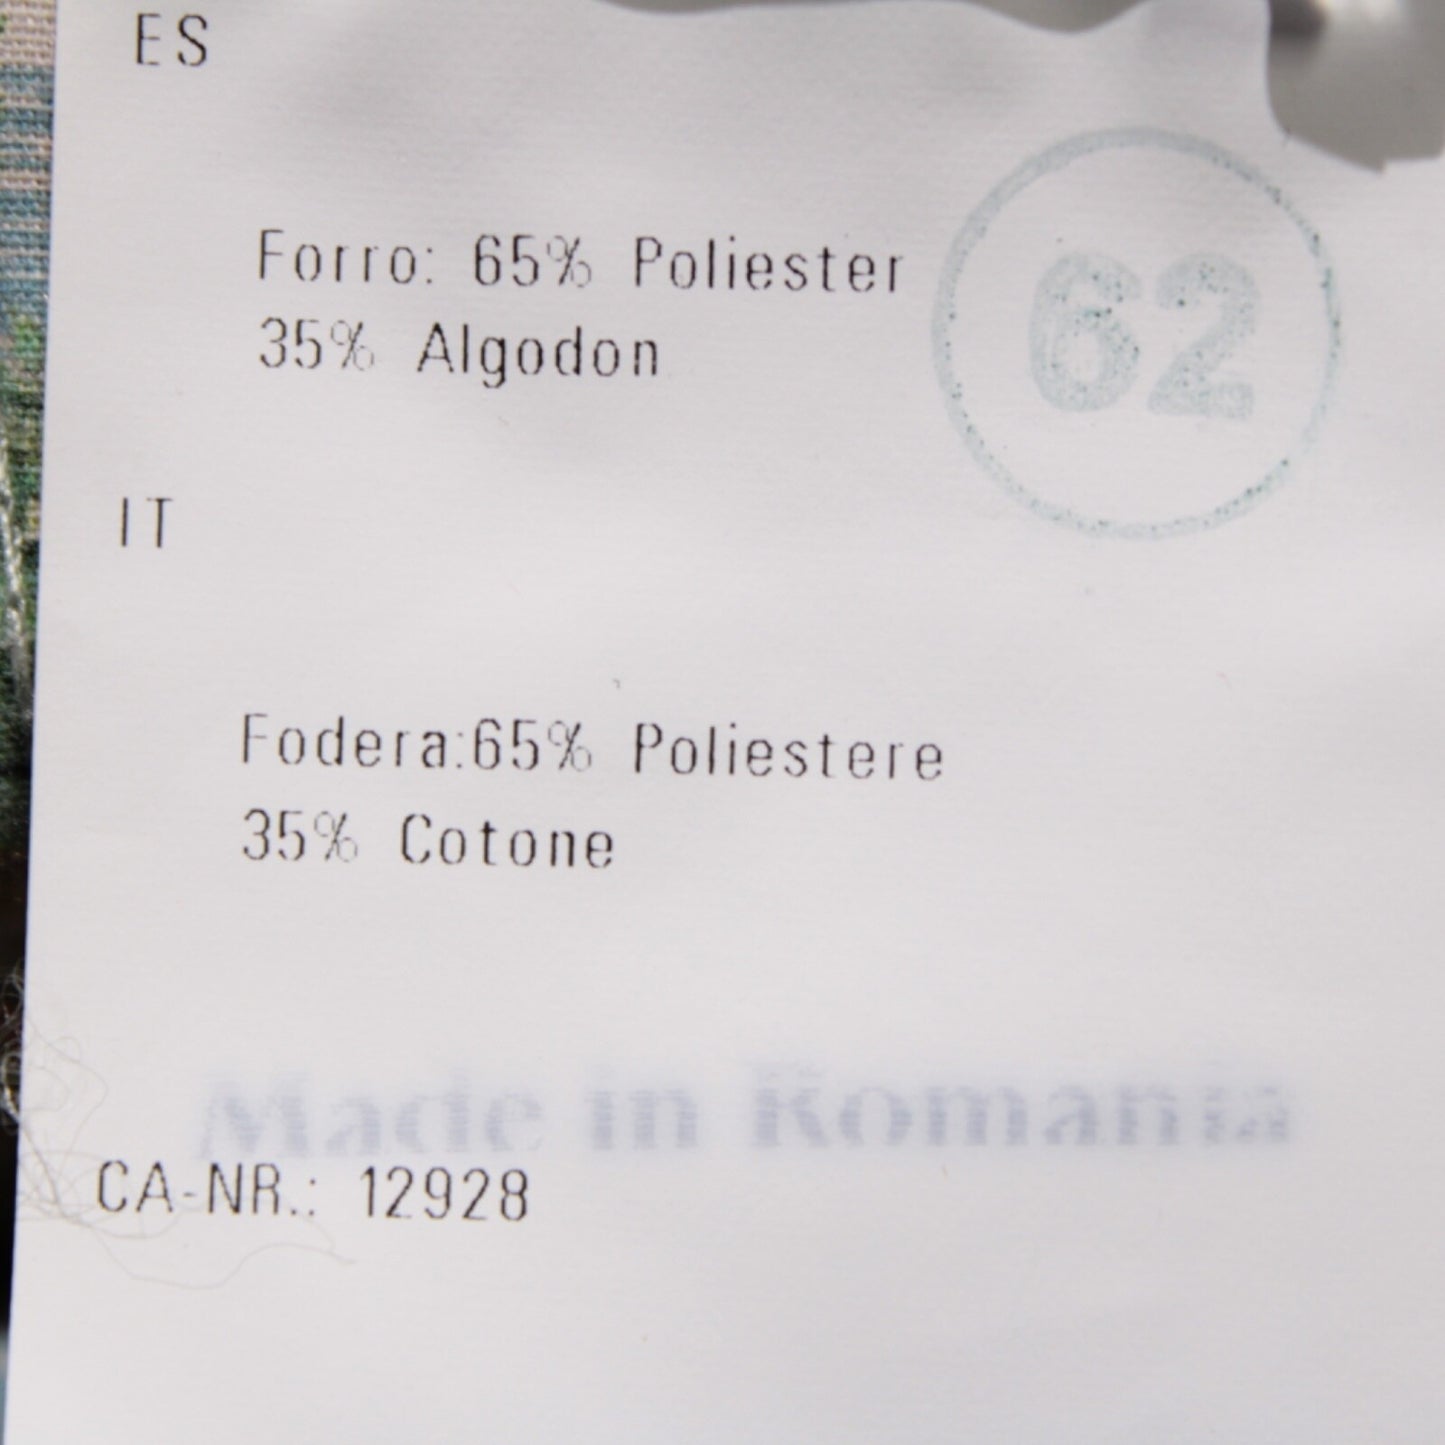 ES
Forro: 65% Poliester
35% Algodon
62
IT
Fodera:65% Poliestere
35% Cotone
Made in Romania
CA-NR.: 12928